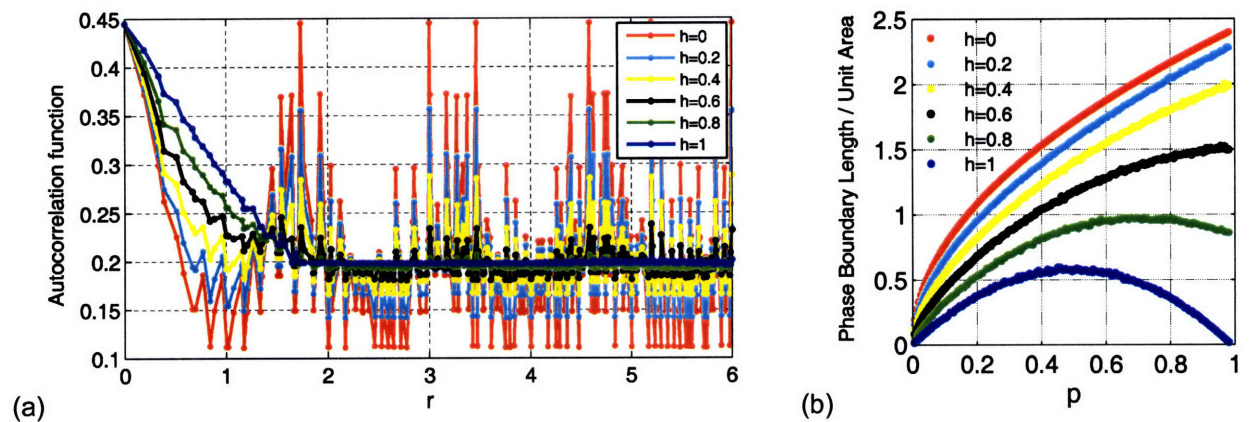 0.45
0.4
0.35
0.3
0.25
0.2
0.15
0.1
Autocorrelation function
0
1
2
3
4
5
6
r
h=0
h=0.2
h=0.4
h=0.6
h=0.8
h=1
(a)
2.5
2
1.5
1
0.5
0
Phase Boundary Length / Unit Area
0
0.2
0.4
0.6
0.8
1
p
h=0
h=0.2
h=0.4
h=0.6
h=0.8
h=1
(b)